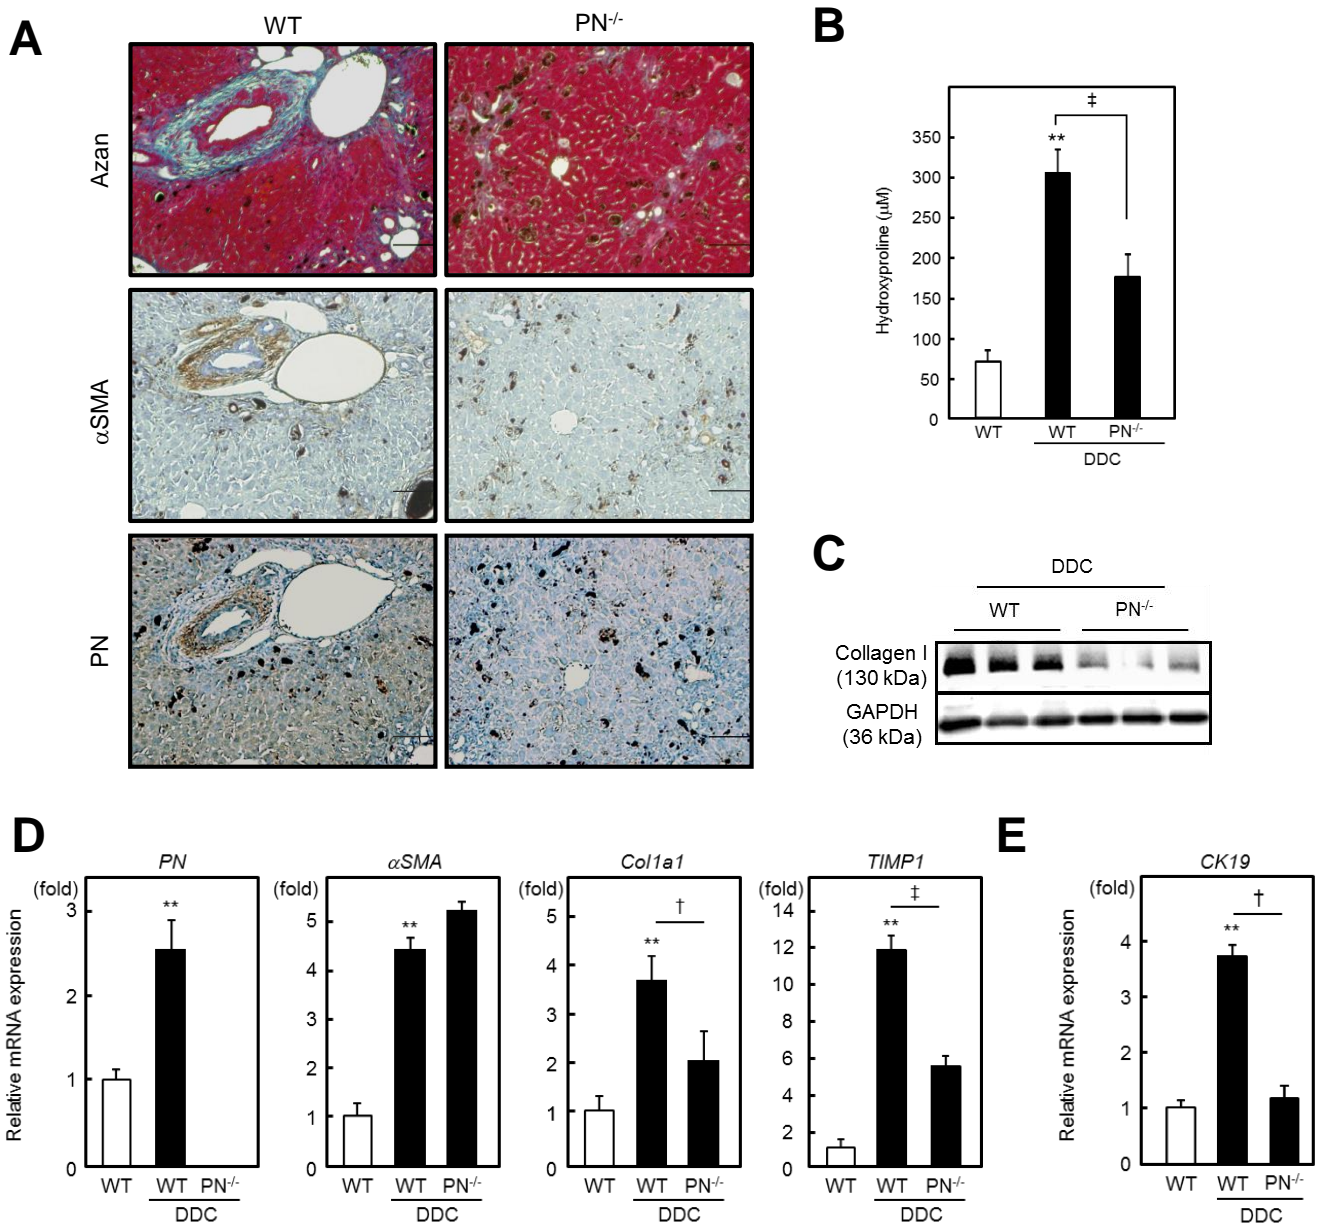 A
WT
PN-/-
Azan
αSMA
PN
B
‡
**
Hydroxyproline (μM)
350
300
250
200
150
100
50
0
WT
WT
PN-/-
DDC
C
DDC
WT
PN-/-
Collagen I
(130 kDa)
GAPDH
(36 kDa)
D
Relative mRNA expression
PN
(fold)
3
2
1
0
**
WT
WT
PN-/-
DDC
αSMA
(fold)
5
4
3
2
1
0
**
WT
WT
PN-/-
DDC
Col1a1
(fold)
5
4
3
2
1
0
†
**
WT
WT
PN-/-
DDC
TIMP1
(fold)
14
12
10
8
6
4
2
0
‡
**
WT
WT
PN-/-
DDC
E
CK19
(fold)
Relative mRNA expression
4
3
2
1
0
†
**
WT
WT
PN-/-
DDC